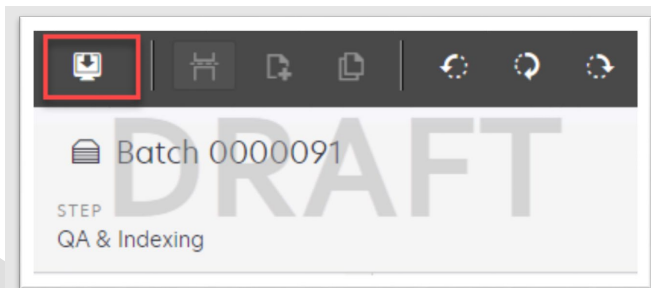 Batch 0000091
DRAFT
STEP
QA & Indexing